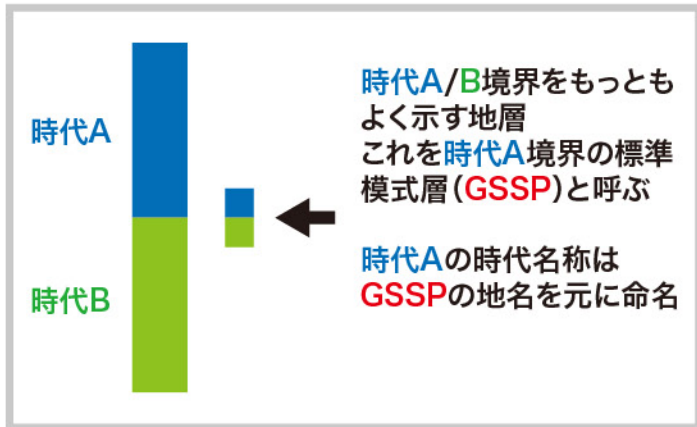 時代A
時代B
時代A/B境界をもっとも
よく示す地層
これを時代A境界の標準
模式層(GSSP)と呼ぶ
時代Aの時代名称は
GSSPの地名を元に命名